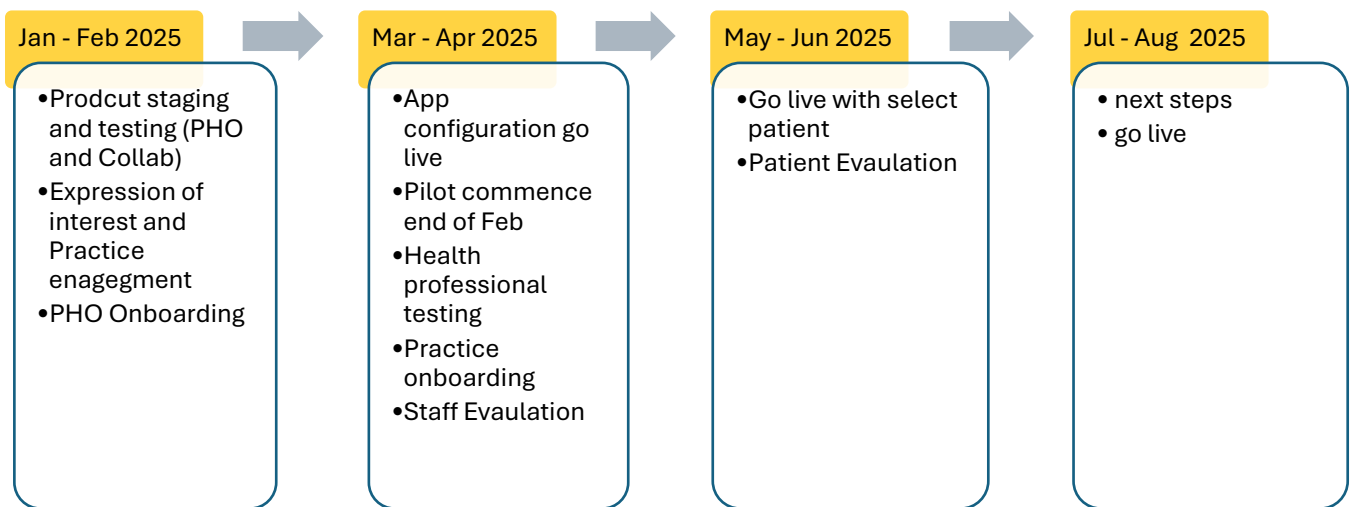 Jan - Feb 2025
•Prodcut staging
and testing (PHO
and Collab)
•Expression of
interest and
Practice
enagegment
•PHO Onboarding
Mar - Apr 2025
•App
configuration go
live
•Pilot commence
end of Feb
•Health
professional
testing
•Practice
onboarding
•Staff Evaulation
May - Jun 2025
•Go live with select
patient
•Patient Evaulation
Jul - Aug  2025
• next steps
• go live